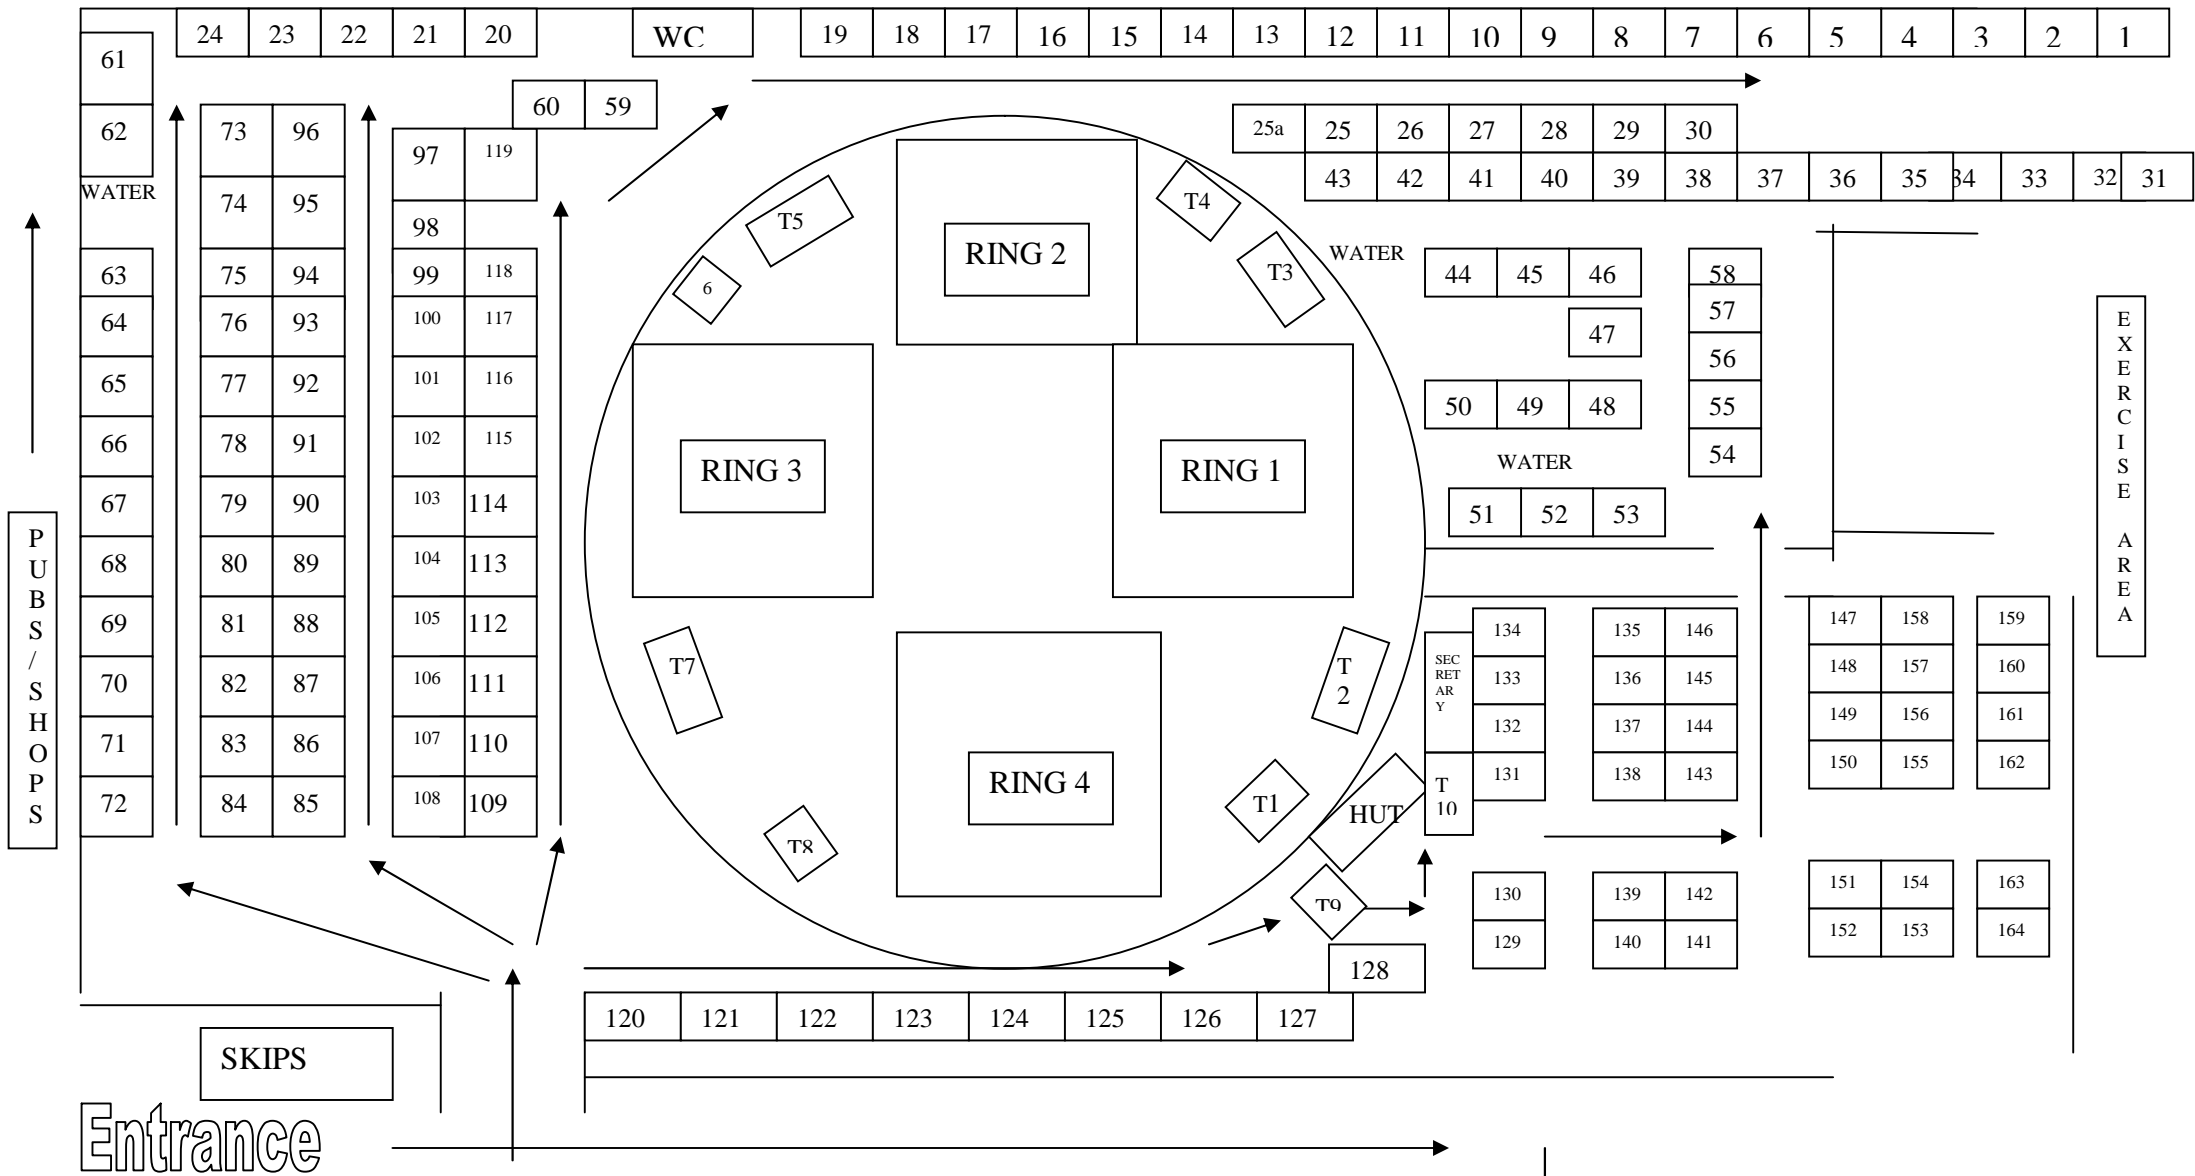 24 23 22 21 20 WC 19 18 17 16 15 14 13 12 11 10 9 8 7 6 5 4 3 2 1
61
60 59
62 73 96 25a 25 26 27 28 29 30
97 119
WATER 74 95 43 42 41 40 39 38 37 36 35 34 33 32 31
T4
T5
98
RING 2 WATER
63 75 94 99 118 6 T3 44 45 46 58
64 76 93 100 117 57
47
56
65 77 92 101 116
50 49 48 55
66 78 91 102 115
WATER 54
RING 3 RING 1
67 79 90 103 114
51 52 53
EXERCISE AREA
PUBS/SHOPS
68 80 89 104 113
69 81 88 105 112 134 135 146 147 158 159
T7 T
2
SEC
RET
AR
Y
133 136 145 148 157 160
70 82 87 106 111
132 137 144 149 156 161
71 83 86 107 110
131 138 143 150 155 162
RING 4
T
10
72 84 85 108 109 T1 HUT
T8
130 139 142 151 154 163
T9
129 140 141 152 153 164
128
120 121 122 123 124 125 126 127
SKIPS
Entrance